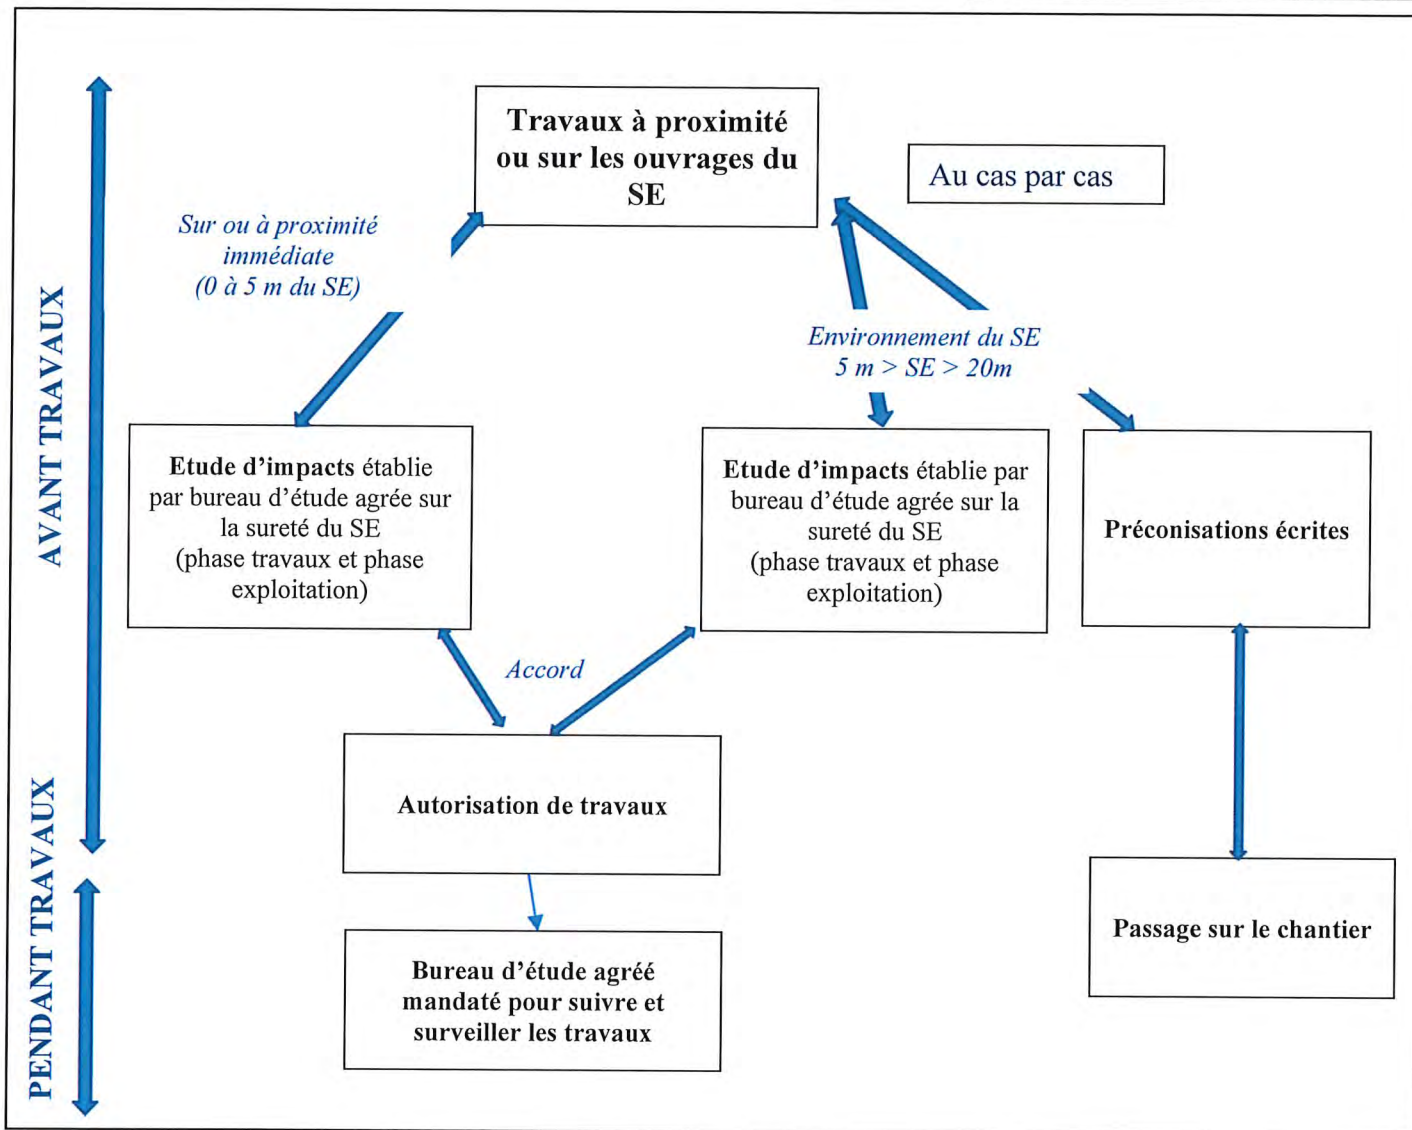 Travaux à proximité
ou sur les ouvrages du
SE
Au cas par cas
Sur ou à proximité
immédiate
(0 à 5 m du SE)
Environnement du SE
5 m > SE > 20m
AVANT TRAVAUX
Etude d'impacts établie
par bureau d'étude agrée sur
la sureté du SE
(phase travaux et phase
exploitation)
Etude d'impacts établie par
bureau d'étude agrée sur la
sureté du SE
(phase travaux et phase
exploitation)
Préconisations écrites
Accord
Autorisation de travaux
PENDANT TRAVAUX
Passage sur le chantier
Bureau d'étude agréé
mandaté pour suivre et
surveiller les travaux